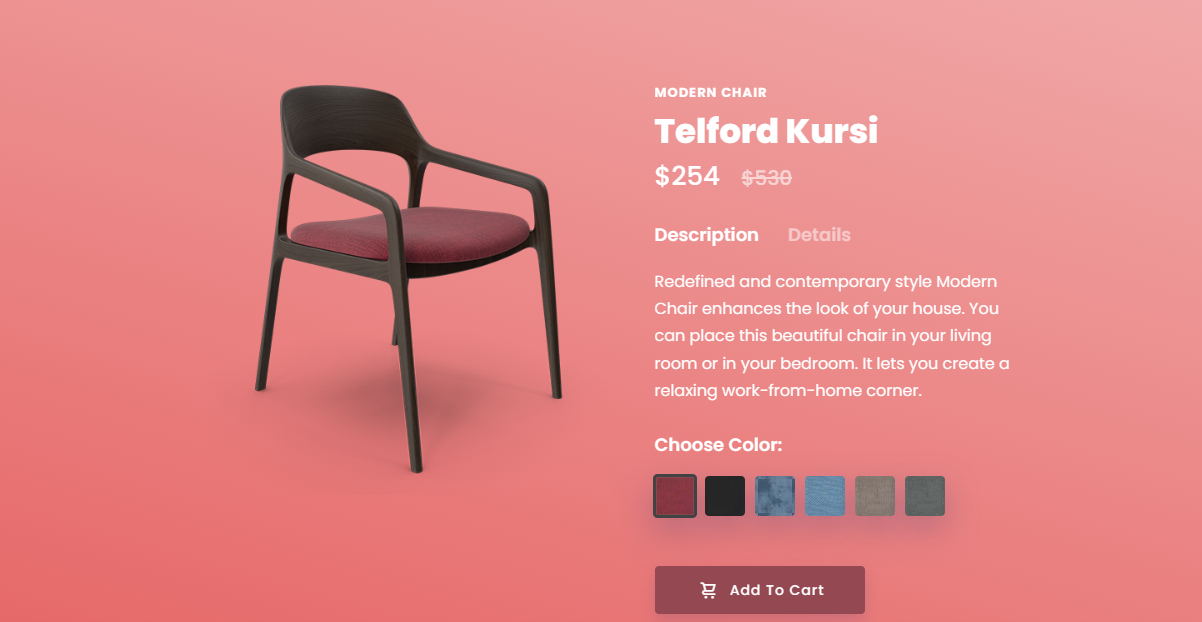 MODERN CHAIR
Telford Kursi
$254 $530
Description Details
Redefined and contemporary style Modern
Chair enhances the look of your house. You
can place this beautiful chair in your living
room or in your bedroom. It lets you create a
relaxing work-from-home corner.
Choose Color:
Add To Cart